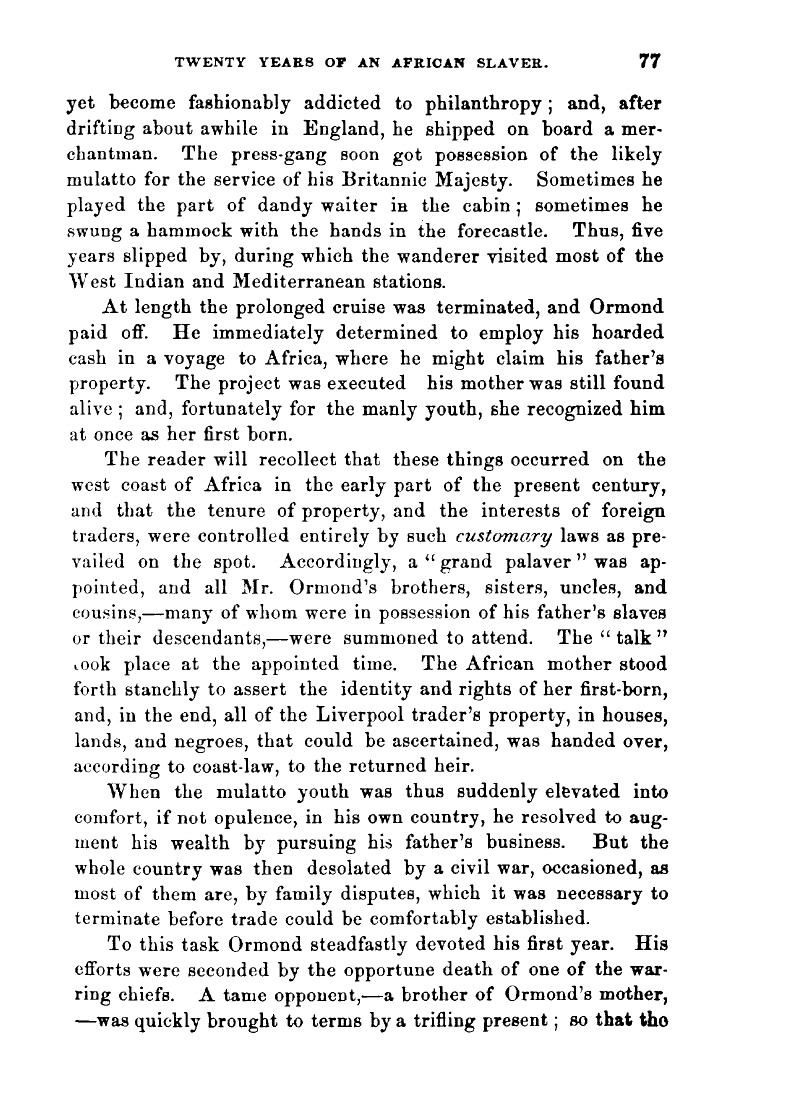 TWENTY YEARS OF AN AFRICAN SLAVER. 77
yet become fashionably addicted to philanthropy ; and, after
drifting about awhile in England, he shipped on board a mer-
chantman. The press-gang soon got possession of the likely
mulatto for the service of his Britannic Majesty. Sometimes he
played the part of dandy waiter in the cabin ; sometimes he
swung a hammock with the hands in the forecastle. Thus, five
years slipped by, during which the wanderer visited most of the
West Indian and Mediterranean stations.
At length the prolonged cruise was terminated, and Ormond
paid off. He immediately determined to employ his hoarded
cash in a voyage to Africa, where he might claim his father's
property. The project was executed his mother was still found
alive ; and, fortunately for the manly youth, she recognized him
at once as her first born.
The reader will recollect that these things occurred on the
west coast of Africa in the early part of the present century,
and that the tenure of property, and the interests of foreign
traders, were controlled entirely by such customary laws as pre-
vailed on the spot. Accordingly, a " grand palaver " was ap-
pointed, and all Mr. Ormond's brothers, sisters, uncles, and
cousins,—many of whom were in possession of his father's slaves
or their descendants,—were summoned to attend. The " talk "
took place at the appointed time. The African mother stood
forth stanchly to assert the identity and rights of her first-born,
and, in the end, all of the Liverpool trader's property, in houses,
lands, and negroes, that could be ascertained, was handed over,
according to coast-law, to the returned heir.
When the mulatto youth was thus suddenly elevated into
comfort, if not opulence, in his own country, he resolved to aug-
ment his wealth by pursuing his father's business. But the
whole country was then desolated by a civil war, occasioned, as
most of them are, by family disputes, which it was necessary to
terminate before trade could be comfortably established.
To this task Ormond steadfastly devoted his first year. His
efforts were seconded by the opportune death of one of the war-
ring chiefs. A tame opponent,—a brother of Ormond's mother,
—was quickly brought to terms by a trifling present ; so that the